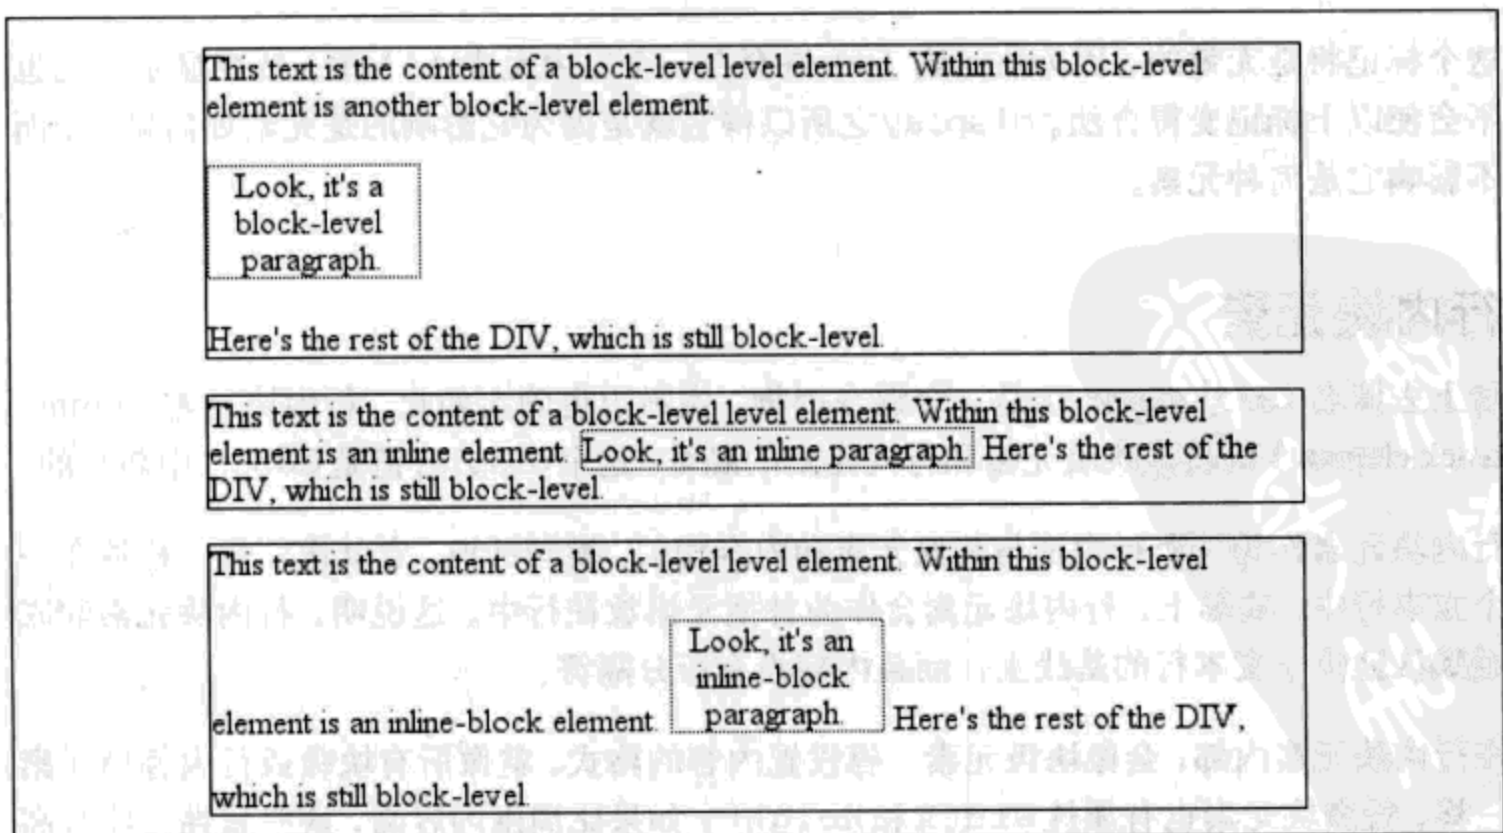 This text is the content of a block-level level element. Within this block-level
element is another block-level element.
Look, it's a
block-level
paragraph.
Here's the rest of the DIV, which is still block-level.
This text is the content of a block-level level element. Within this block-level
element is an inline element. Look, it's an inline paragraph. Here's the rest of the
DIV, which is still block-level.
This text is the content of a block-level level element. Within this block-level
Look, it's an
inline-block
element is an inline-block element. paragraph. Here's the rest of the DIV,
which is still block-level.